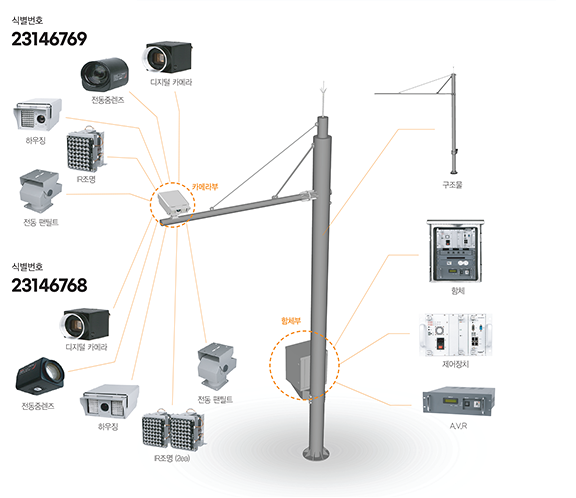 식별번호
23146769
디지털 카메라
전동줌렌즈
하우징
IR조명
전동 팬틸트
카메라부
구조물
식별번호
23146768
디지털 카메라
전동줌렌즈
하우징
IR조명 (2ea)
전동 팬틸트
함체부
함체
제어장치
A.V.R